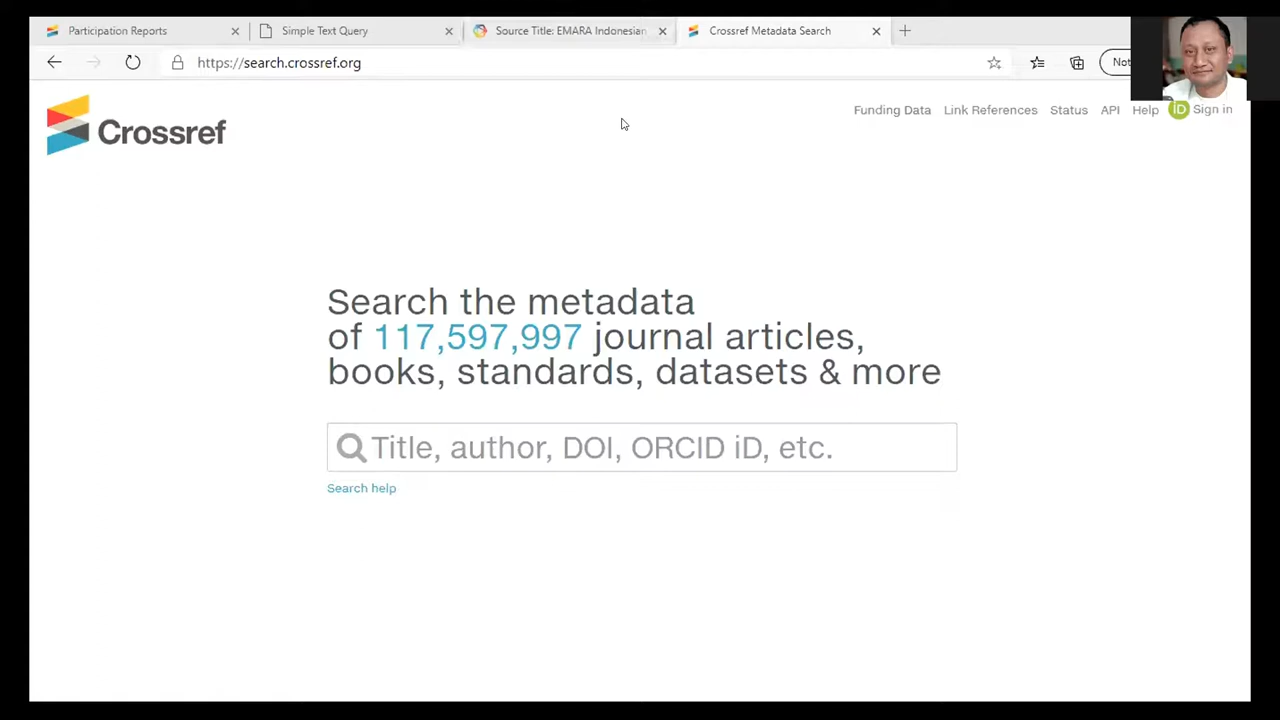 Participation Reports
Simple Text Query
Source Title: EMARA Indonesian
Crossref Metadata Search
https://search.crossref.org
Not
Crossref
Funding Data
Link References
Status
API
Help
iD Sign in
Search the metadata
of 117,597,997 journal articles,
books, standards, datasets & more
Title, author, DOI, ORCID iD, etc.
Search help